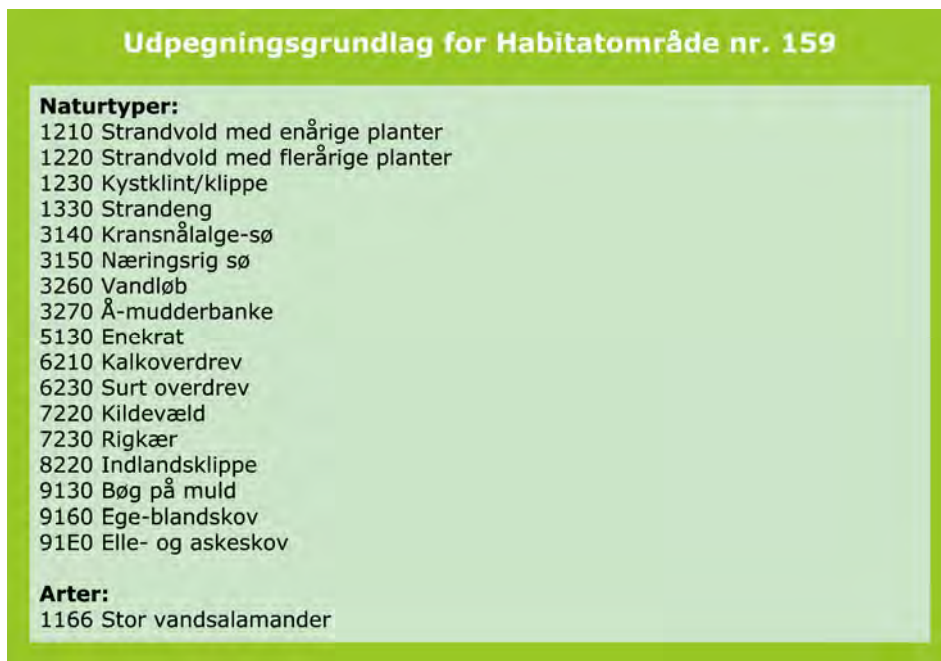 Udpegningsgrundlag for Habitatområde nr. 159
Naturtyper:
1210 Strandvold med enårige planter
1220 Strandvold med flerårige planter
1230 Kystklint/klippe
1330 Strandeng
3140 Kransnålalge-sø
3150 Næringsrig sø
3260 Vandløb
3270 Å-mudderbanke
5130 Enekrat
6210 Kalkoverdrev
6230 Surt overdrev
7220 Kildevæld
7230 Rigkær
8220 Indlandsklippe
9130 Bøg på muld
9160 Ege-blandskov
91E0 Elle- og askeskov
Arter:
1166 Stor vandsalamander